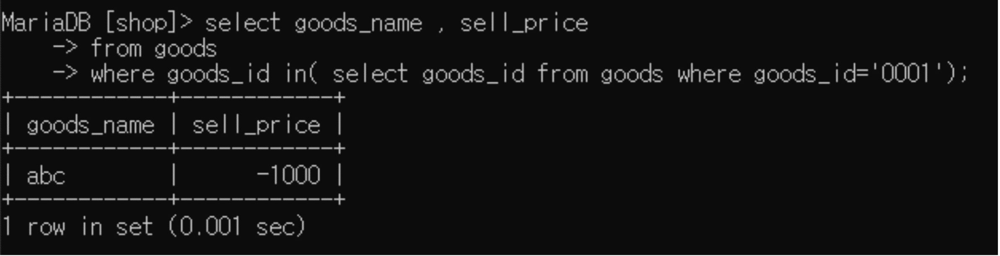 MariaDB [shop]> select goods_name , sell_price
    -> from goods
    -> where goods_id in( select goods_id from goods where goods_id='0001');
+-------------+-------------+
| goods_name | sell_price |
+-------------+-------------+
| abc        |      -1000 |
+-------------+-------------+
1 row in set (0.001 sec)